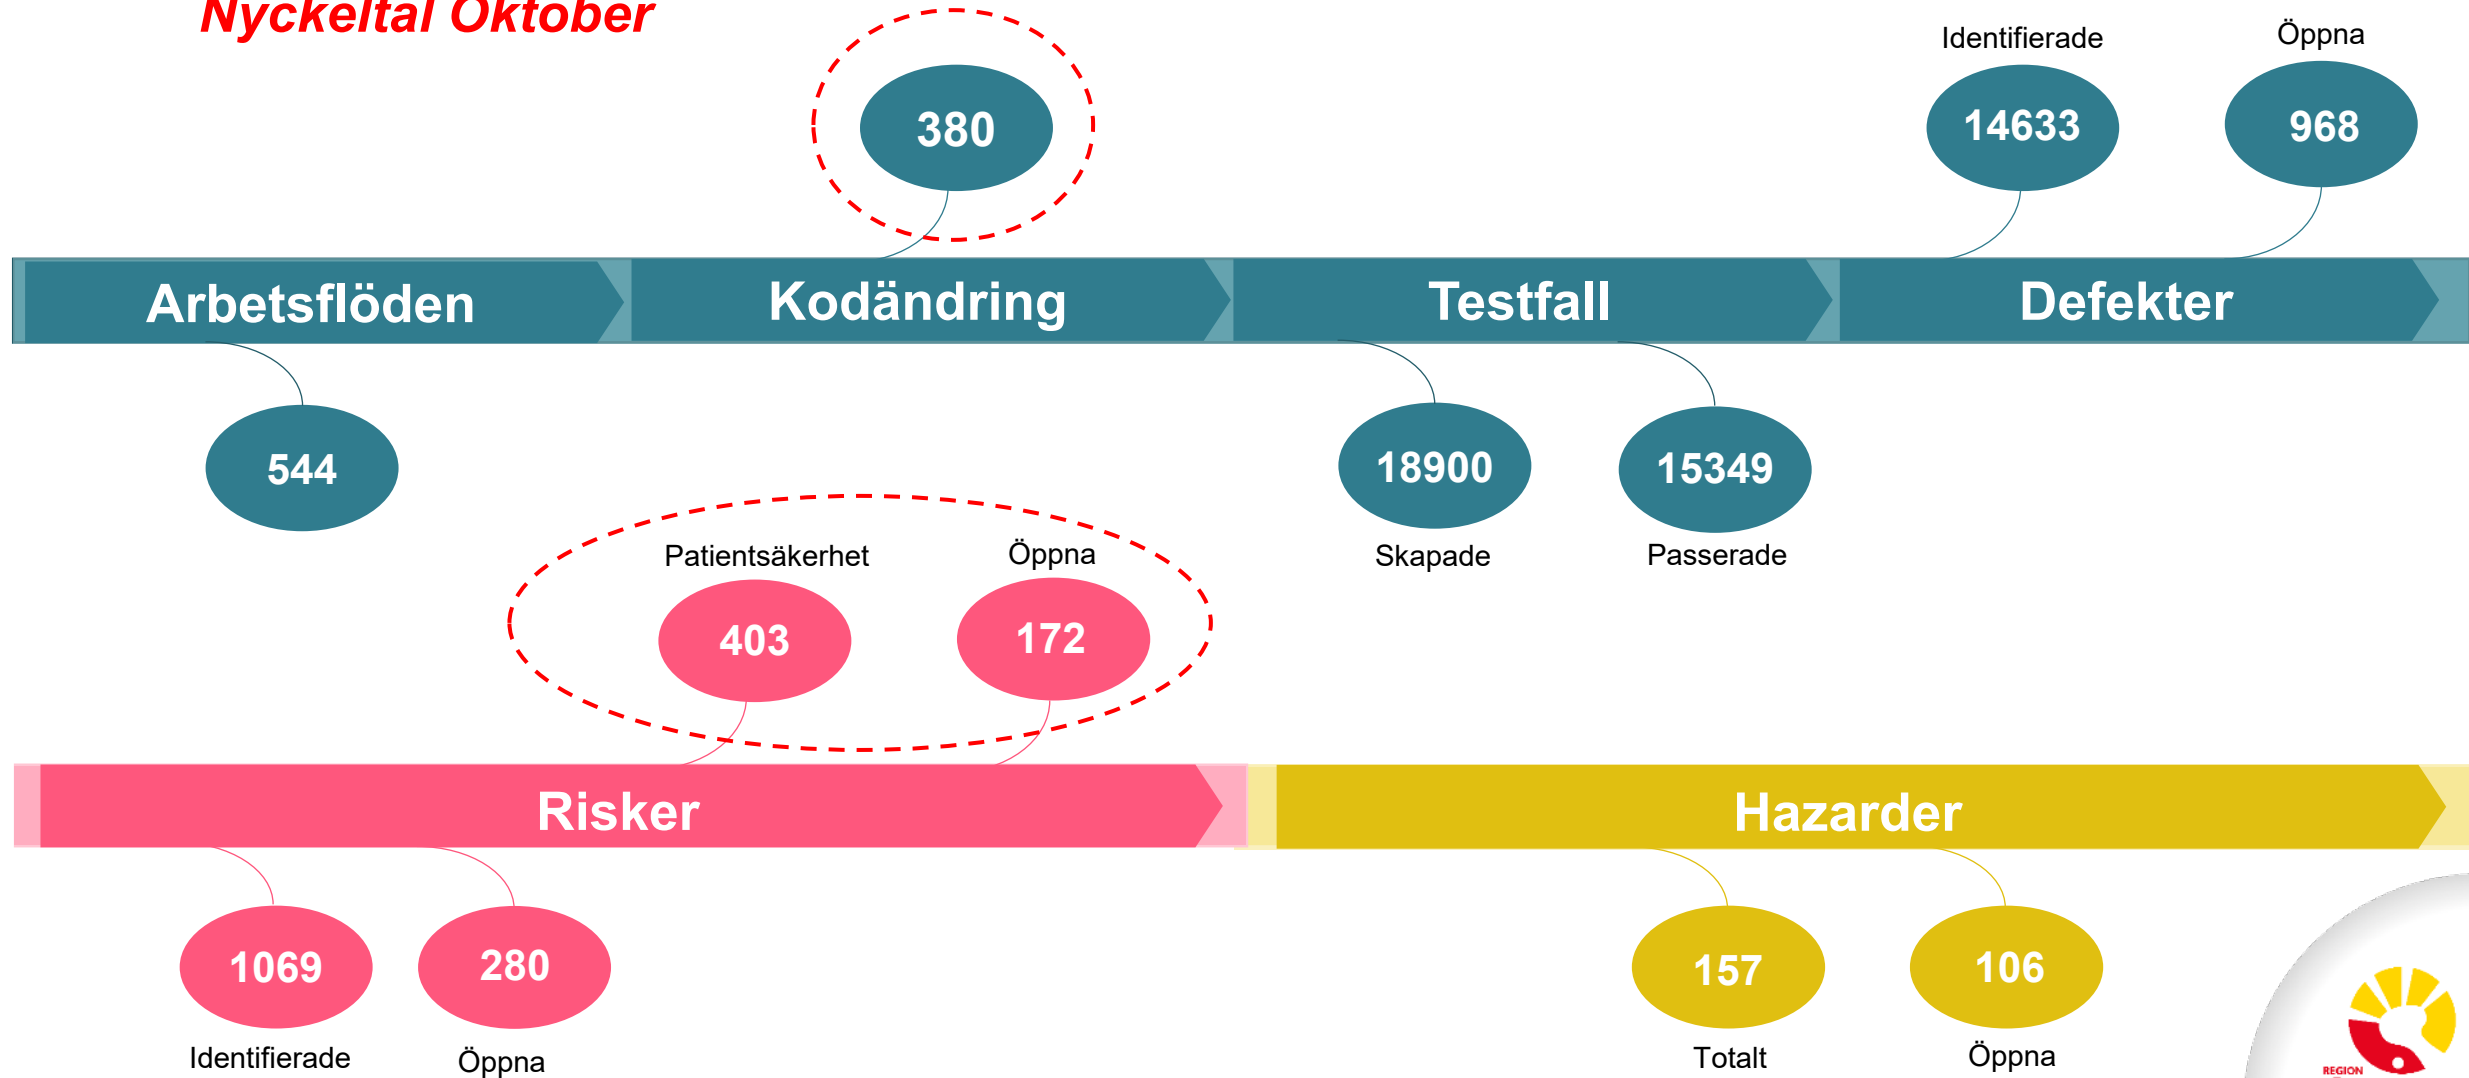 Nyckeltal Oktober
380
Identifierade
14633
Öppna
968
Arbetsflöden
Kodändring
Testfall
Defekter
544
18900
Skapade
15349
Passerade
Patientsäkerhet
403
Öppna
172
Risker
Hazarder
1069
Identifierade
280
Öppna
157
Totalt
106
Öppna
REGION